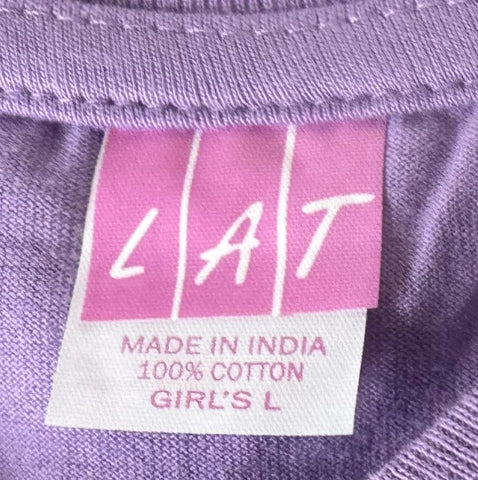 LAT
MADE IN INDIA
100% COTTON
GIRL'S L